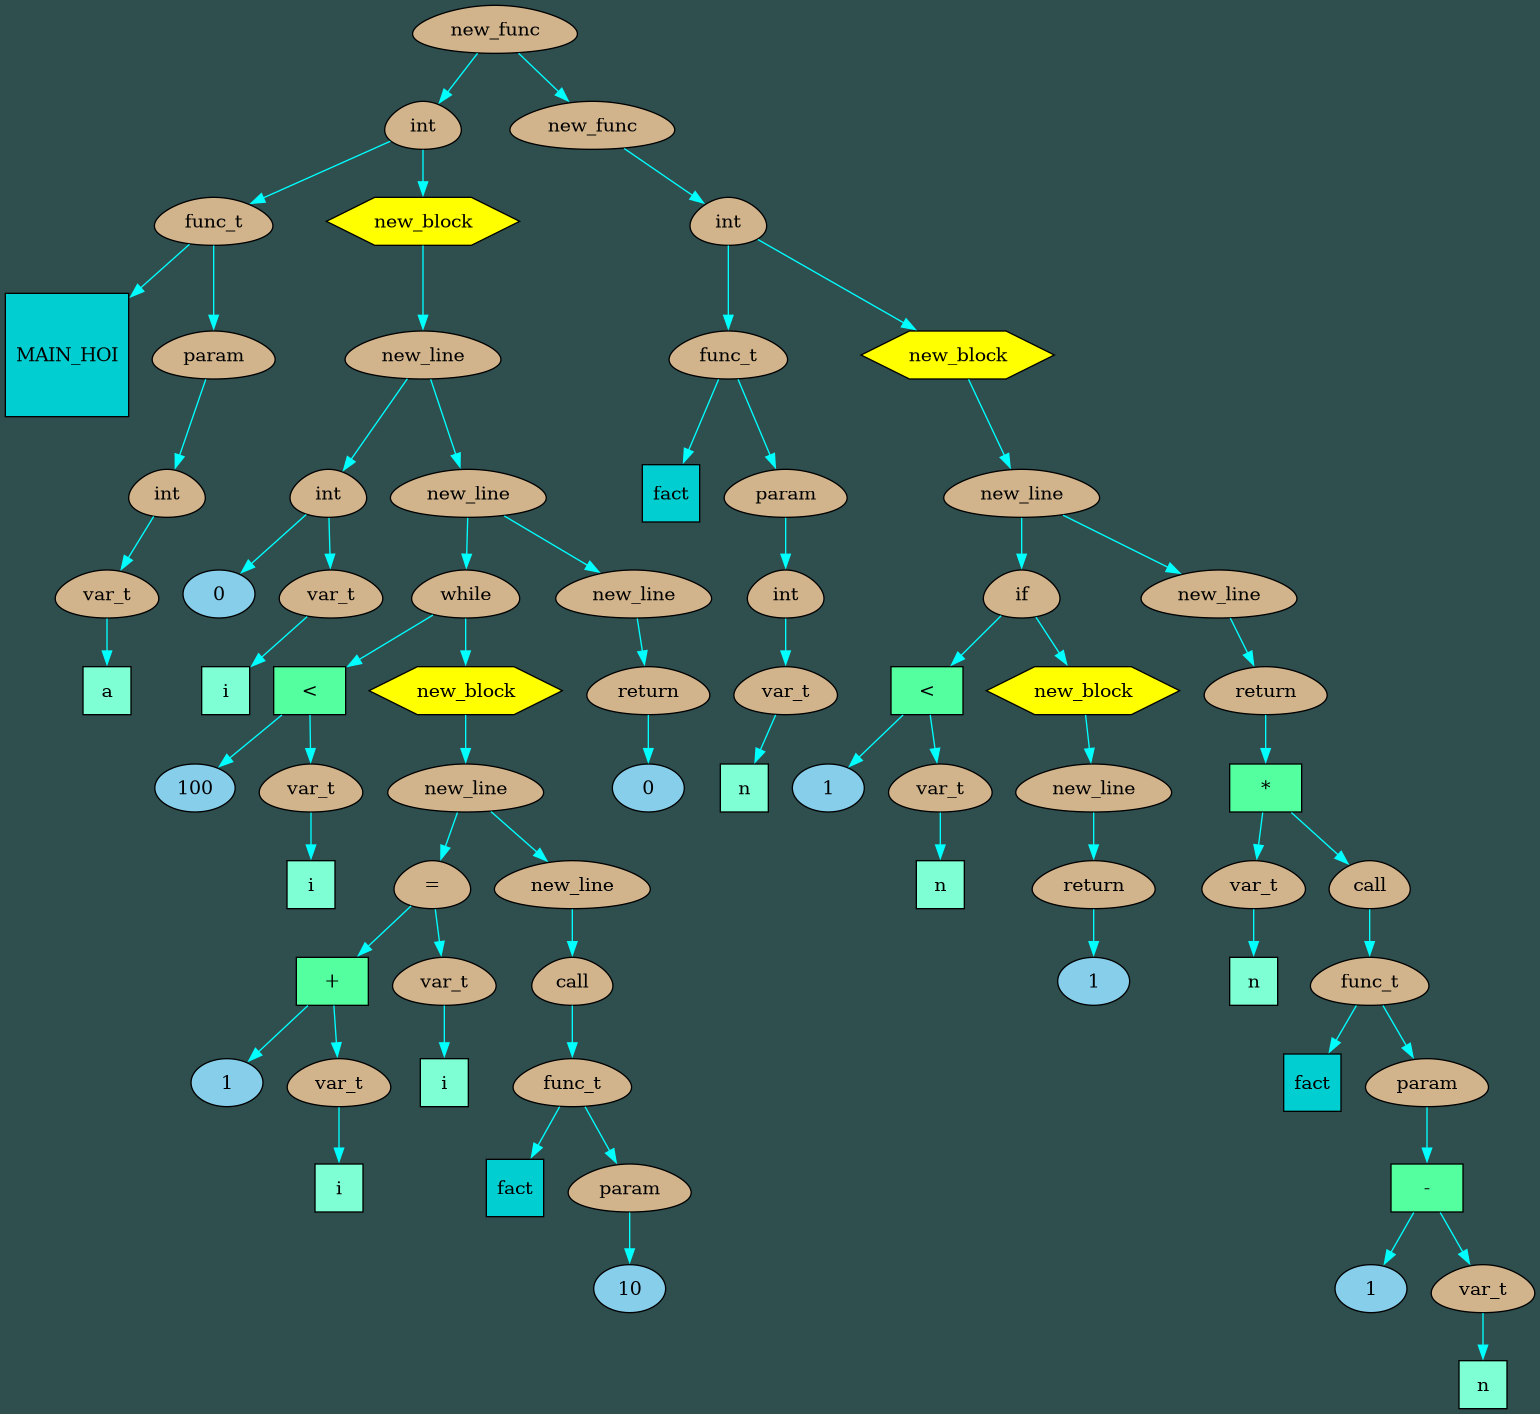 new_func
int new_func
func_t new_block int
MAIN_HOI param new_line func_t new_block
int int new_line fact param new_line
var_t 0 var_t while new_line int if new_line
a i < new_block return var_t < new_block return
100 var_t new_line 0 n 1 var_t new_line *
i = new_line n return var_t call
+ var_t call 1 n func_t
1 var_t i func_t fact param
i fact param -
10 1 var_t
n